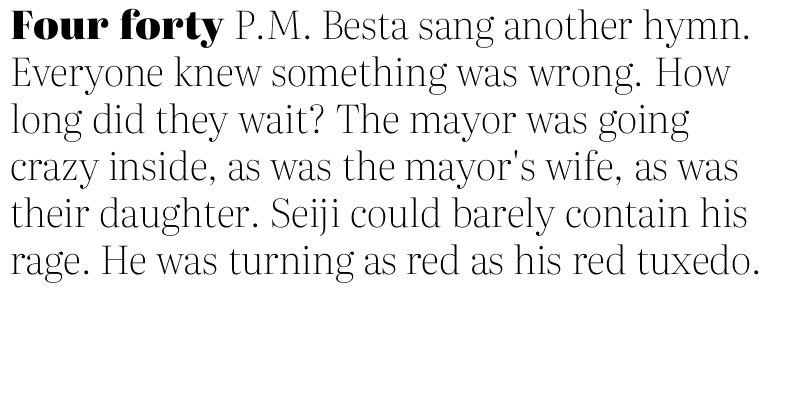 Four forty P.M. Besta sang another hymn.
Everyone knew something was wrong. How
long did they wait? The mayor was going
crazy inside, as was the mayor's wife, as was
their daughter. Seiji could barely contain his
rage. He was turning as red as his red tuxedo.